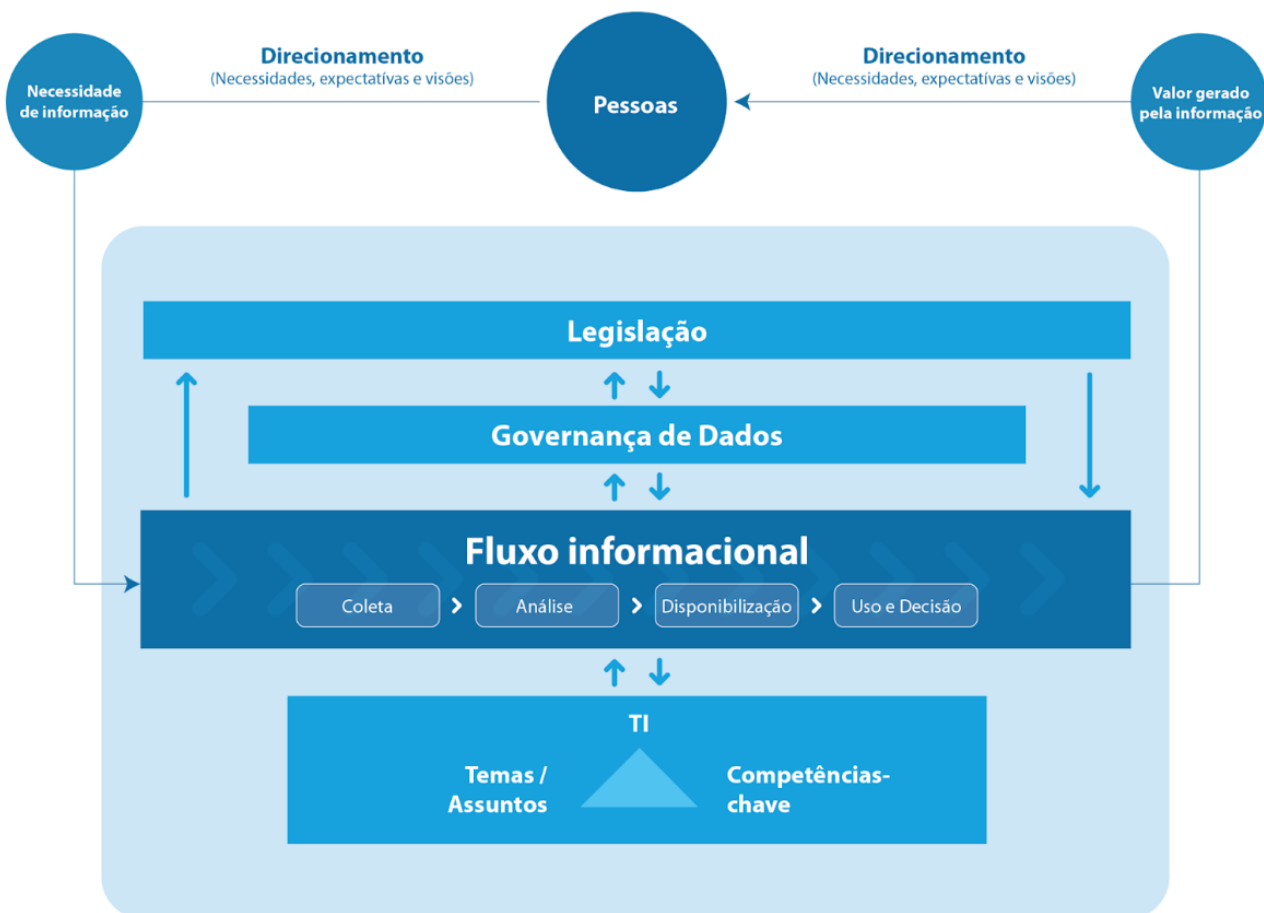 Direcionamento
(Necessidades, expectatívas e visões)
Direcionamento
(Necessidades, expectatívas e visões)
Necessidade
de informação
Pessoas
Valor gerado
pela informação
Legislação
Governança de Dados
Fluxo informacional
Coleta
Análise
Disponibilização
Uso e Decisão
TI
Temas /
Assuntos
Competências-
chave